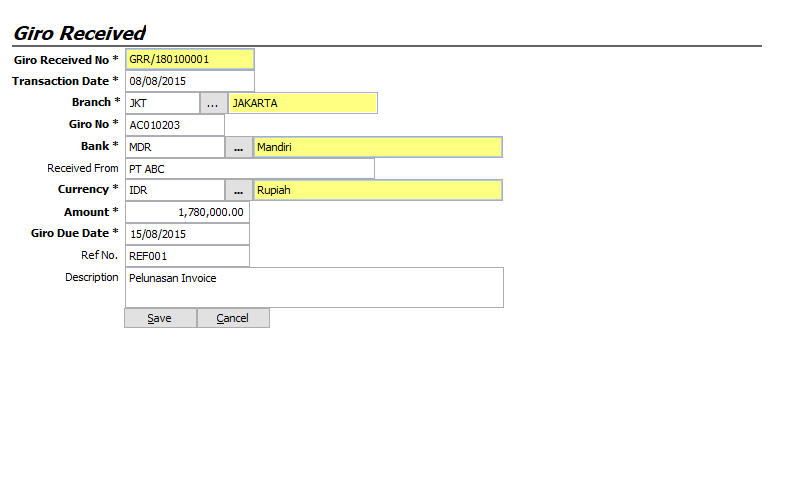 Giro Received
Giro Received No * GRR/180100001
Transaction Date * 08/08/2015
Branch * JKT ... JAKARTA
Giro No * AC010203
Bank * MDR ... Mandiri
Received From PT ABC
Currency * IDR ... Rupiah
Amount * 1,780,000.00
Giro Due Date * 15/08/2015
Ref No. REF001
Description Pelunasan Invoice
Save Cancel